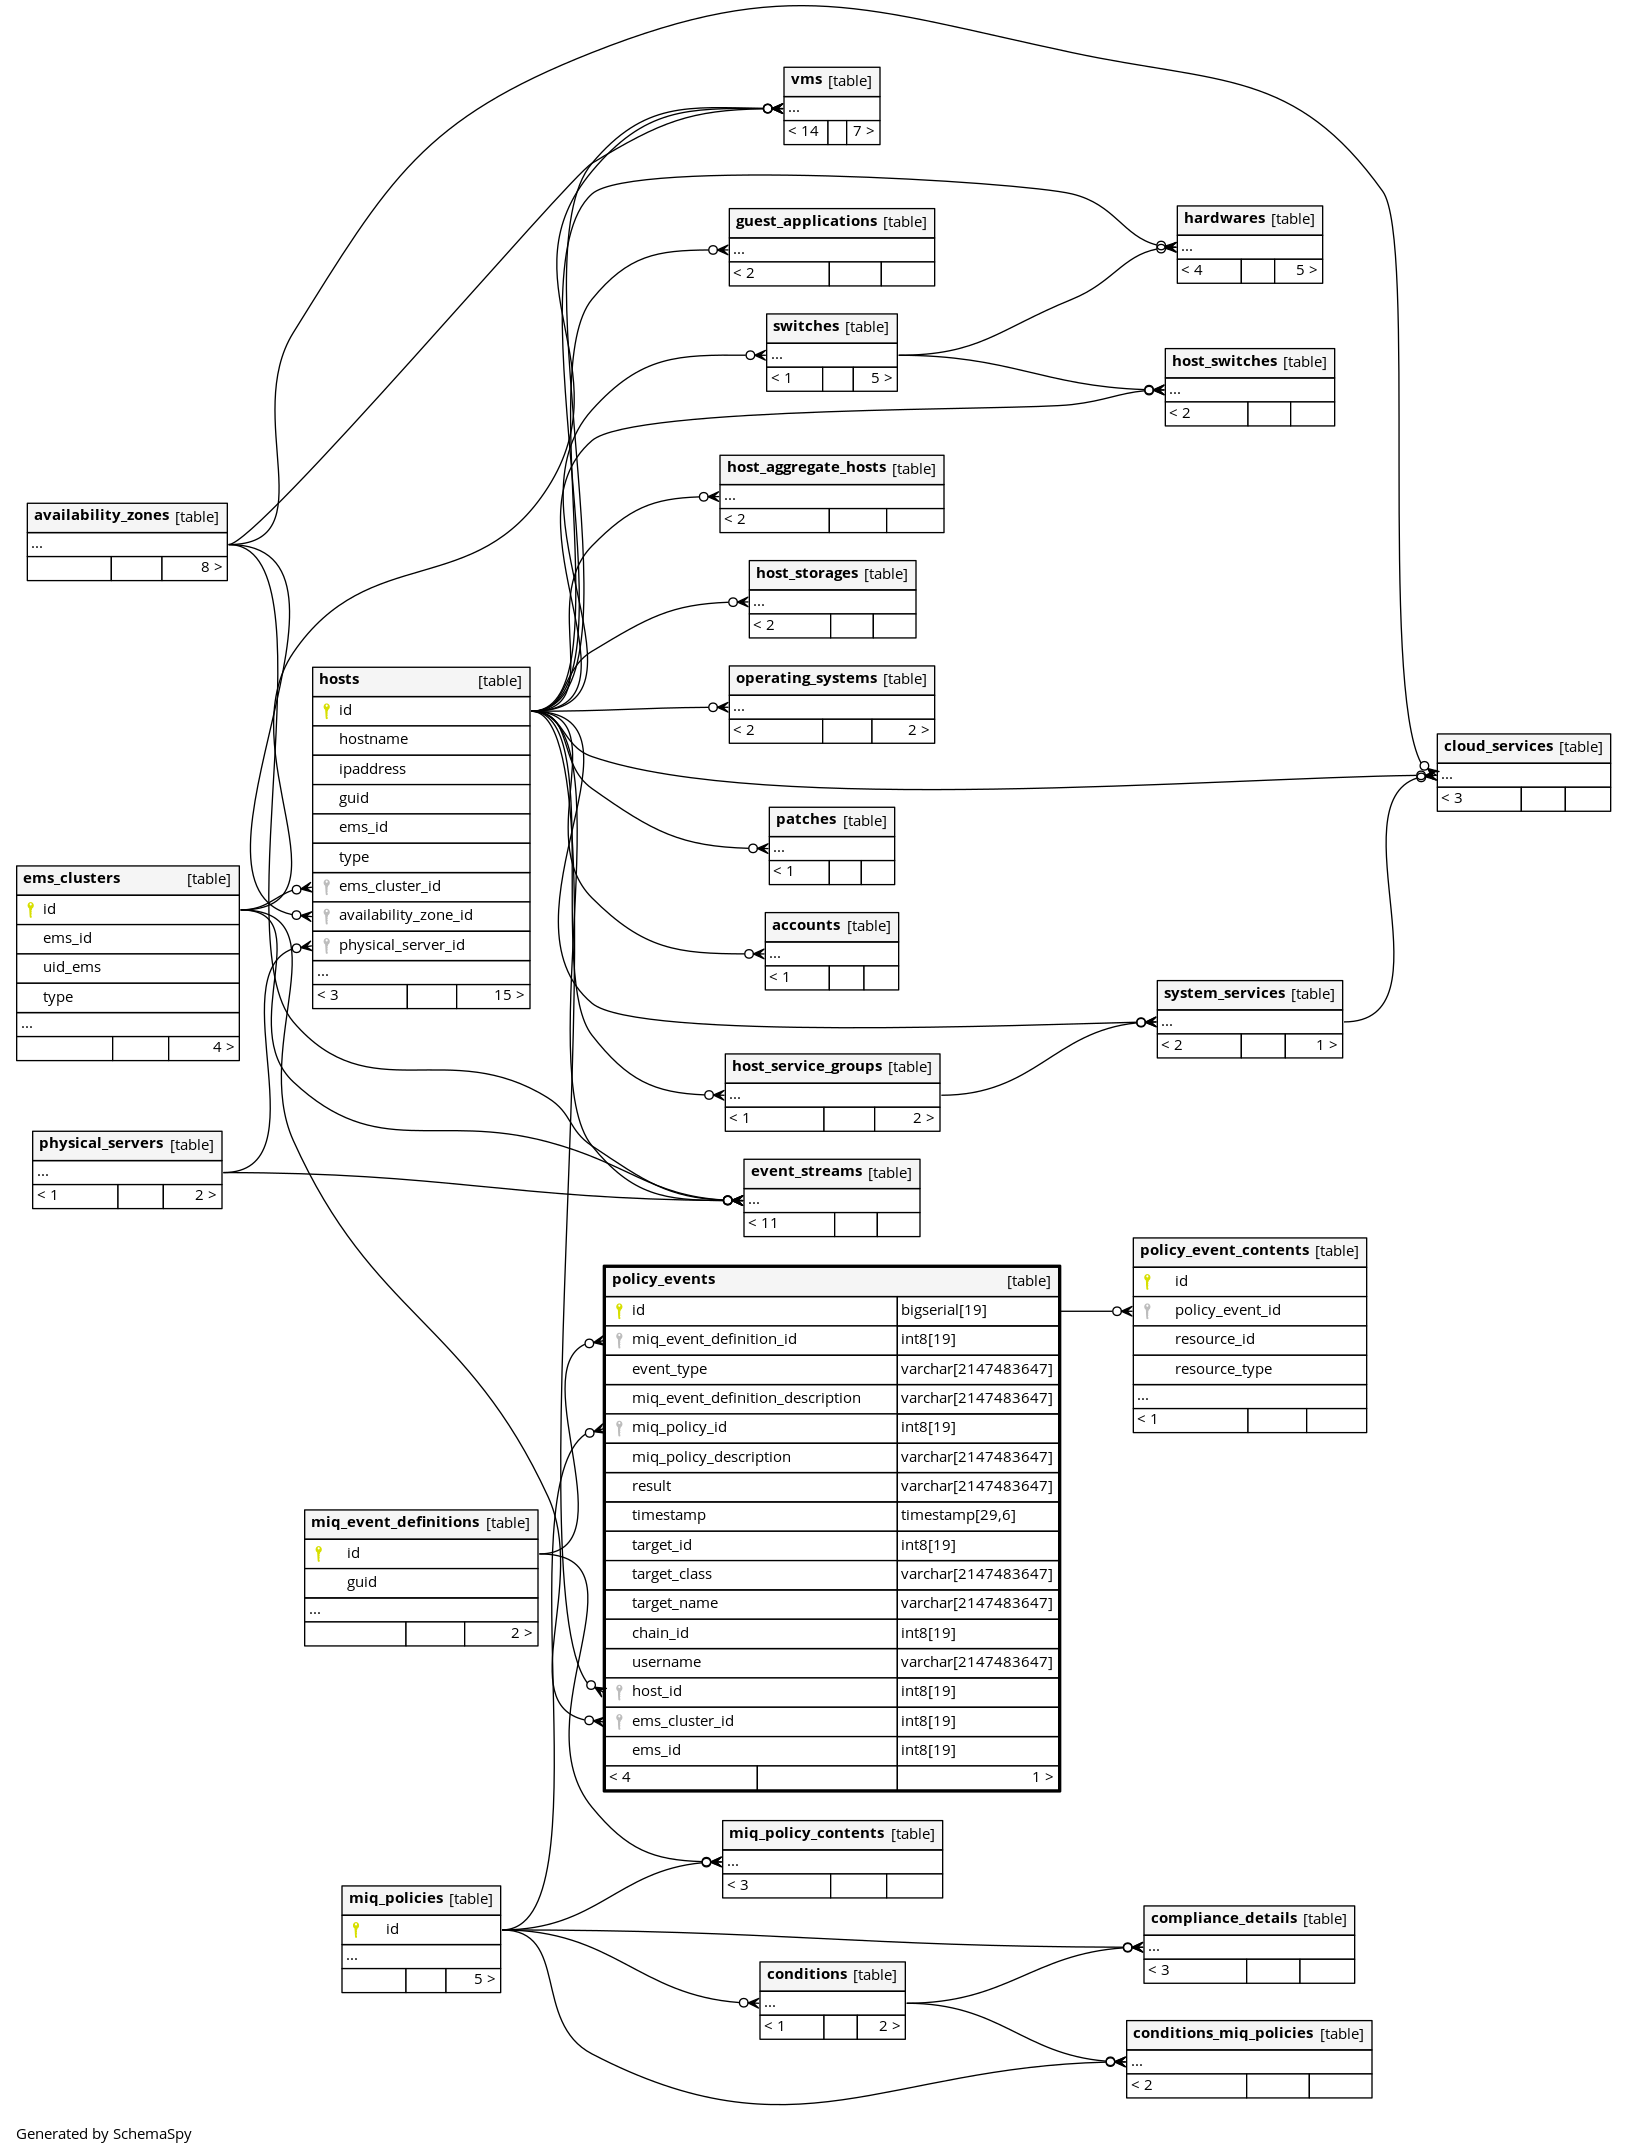 vms [table]
...
< 14 7 >
guest_applications [table]
...
< 2
hardwares [table]
...
< 4 5 >
switches [table]
...
< 1 5 >
host_switches [table]
...
< 2
host_aggregate_hosts [table]
...
< 2
availability_zones [table]
...
8 >
host_storages [table]
...
< 2
hosts [table]
id
hostname
ipaddress
guid
ems_id
type
ems_cluster_id
availability_zone_id
physical_server_id
...
< 3 15 >
operating_systems [table]
...
< 2 2 >
cloud_services [table]
...
< 3
patches [table]
...
< 1
ems_clusters [table]
id
ems_id
uid_ems
type
...
4 >
accounts [table]
...
< 1
system_services [table]
...
< 2 1 >
host_service_groups [table]
...
< 1 2 >
physical_servers [table]
...
< 1 2 >
event_streams [table]
...
< 11
policy_events [table]
id bigserial[19]
miq_event_definition_id int8[19]
event_type varchar[2147483647]
miq_event_definition_description varchar[2147483647]
miq_policy_id int8[19]
miq_policy_description varchar[2147483647]
result varchar[2147483647]
timestamp timestamp[29,6]
target_id int8[19]
target_class varchar[2147483647]
target_name varchar[2147483647]
chain_id int8[19]
username varchar[2147483647]
host_id int8[19]
ems_cluster_id int8[19]
ems_id int8[19]
< 4 1 >
policy_event_contents [table]
id
policy_event_id
resource_id
resource_type
...
< 1
miq_event_definitions [table]
id
guid
...
2 >
miq_policy_contents [table]
...
< 3
miq_policies [table]
id
...
5 >
compliance_details [table]
...
< 3
conditions [table]
...
< 1 2 >
conditions_miq_policies [table]
...
< 2
Generated by SchemaSpy